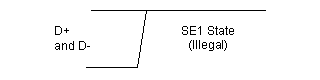 D+
and D-
SE1 State
(Illegal)